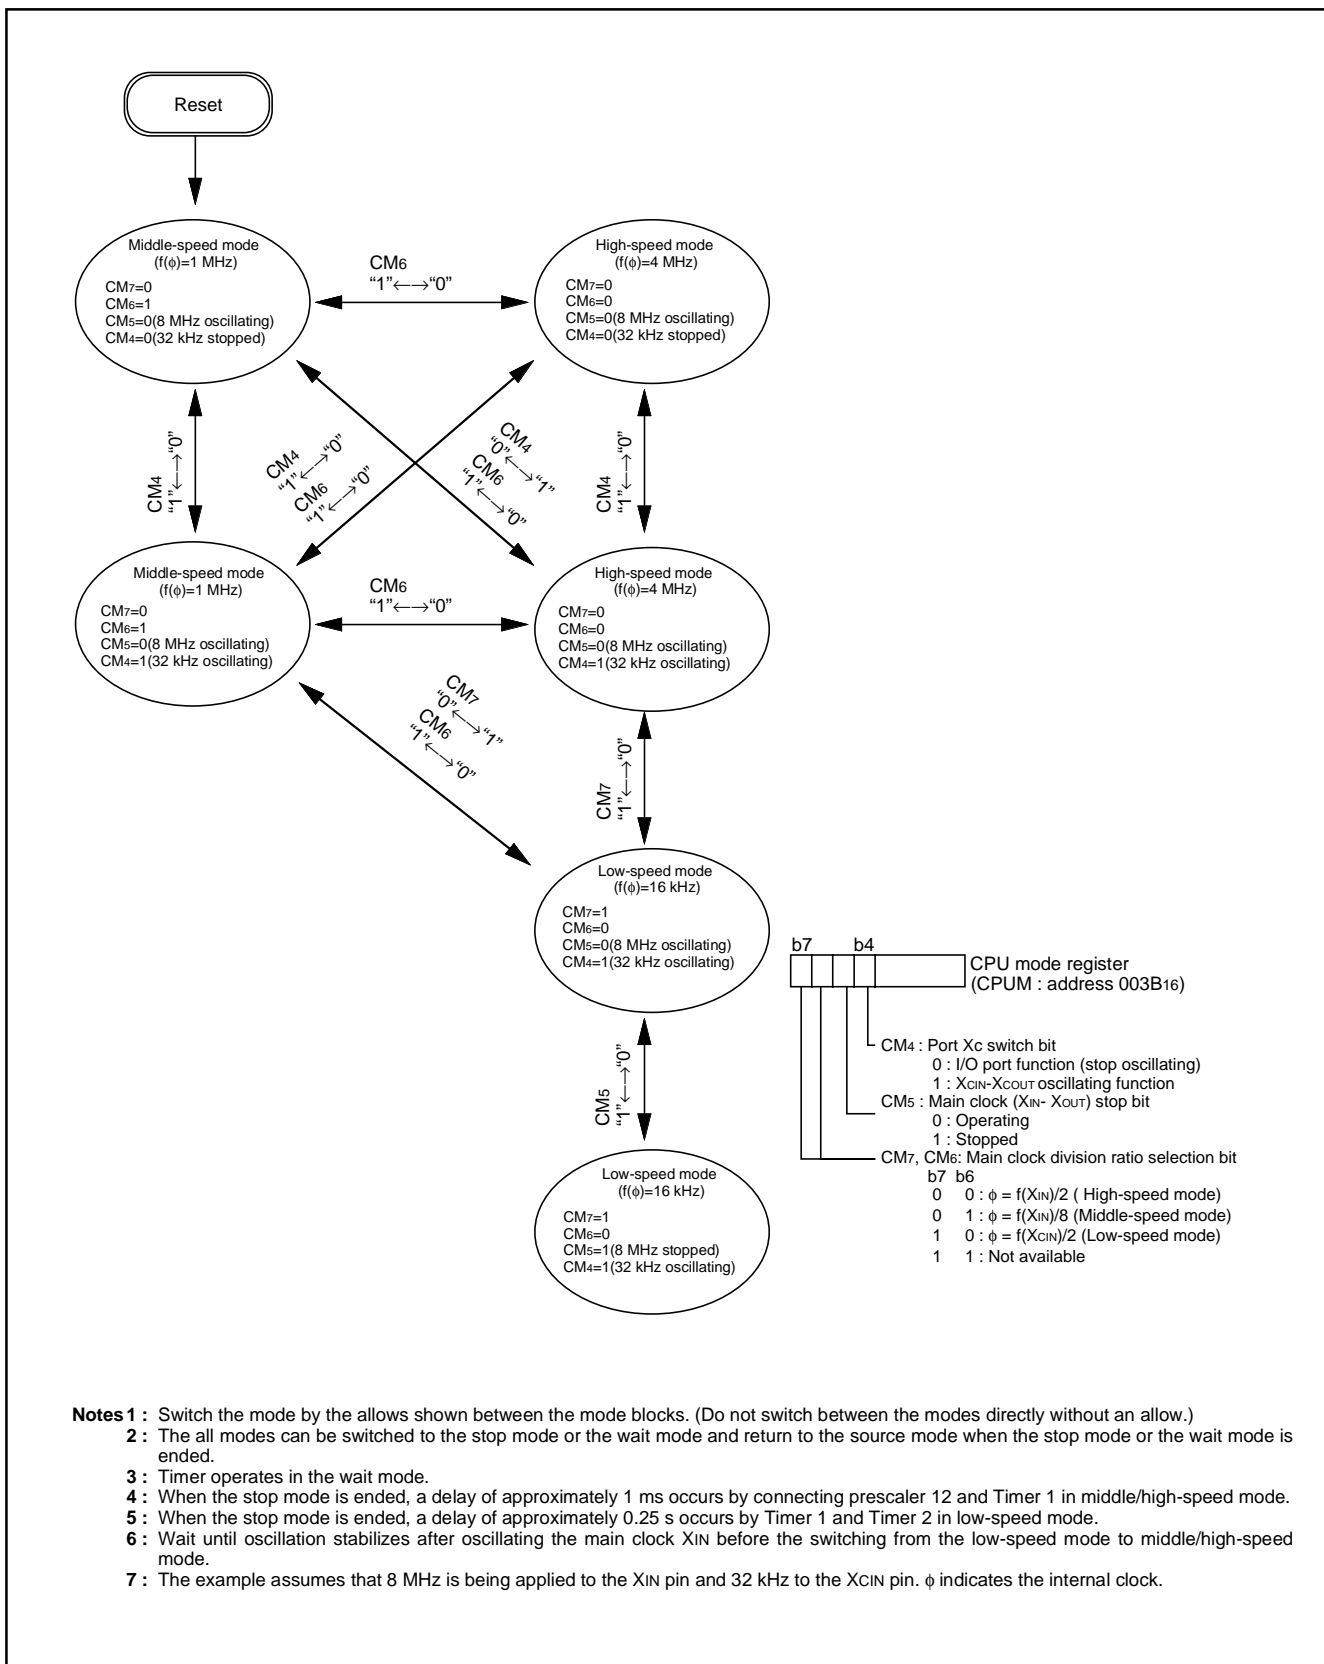 Reset
Middle-speed mode
(f(ϕ)=1 MHz)
CM7=0
CM6=1
CM5=0(8 MHz oscillating)
CM4=0(32 kHz stopped)
CM6
“1”←→“0”
High-speed mode
(f(ϕ)=4 MHz)
CM7=0
CM6=0
CM5=0(8 MHz oscillating)
CM4=0(32 kHz stopped)
CM4
“1”←→“0”
CM4
“1”←→“0”
CM6
“1”←→“0”
CM4
“0”←→“1”
CM6
“1”←→“0”
CM4
“1”←→“0”
Middle-speed mode
(f(ϕ)=1 MHz)
CM7=0
CM6=1
CM5=0(8 MHz oscillating)
CM4=1(32 kHz oscillating)
CM6
“1”←→“0”
High-speed mode
(f(ϕ)=4 MHz)
CM7=0
CM6=0
CM5=0(8 MHz oscillating)
CM4=1(32 kHz oscillating)
CM7
“0”←→“1”
CM6
“1”←→“0”
CM7
“1”←→“0”
Low-speed mode
(f(ϕ)=16 kHz)
CM7=1
CM6=0
CM5=0(8 MHz oscillating)
CM4=1(32 kHz oscillating)
CM5
“1”←→“0”
Low-speed mode
(f(ϕ)=16 kHz)
CM7=1
CM6=0
CM5=1(8 MHz stopped)
CM4=1(32 kHz oscillating)
b7 b4
CPU mode register
(CPUM : address 003B16)
CM4 : Port Xc switch bit
0 : I/O port function (stop oscillating)
1 : XCIN-XCOUT oscillating function
CM5 : Main clock (XIN- XOUT) stop bit
0 : Operating
1 : Stopped
CM7, CM6: Main clock division ratio selection bit
b7 b6
0 0 : ϕ = f(XIN)/2 ( High-speed mode)
0 1 : ϕ = f(XIN)/8 (Middle-speed mode)
1 0 : ϕ = f(XCIN)/2 (Low-speed mode)
1 1 : Not available
Notes 1 : Switch the mode by the allows shown between the mode blocks. (Do not switch between the modes directly without an allow.)
2 : The all modes can be switched to the stop mode or the wait mode and return to the source mode when the stop mode or the wait mode is
ended.
3 : Timer operates in the wait mode.
4 : When the stop mode is ended, a delay of approximately 1 ms occurs by connecting prescaler 12 and Timer 1 in middle/high-speed mode.
5 : When the stop mode is ended, a delay of approximately 0.25 s occurs by Timer 1 and Timer 2 in low-speed mode.
6 : Wait until oscillation stabilizes after oscillating the main clock XIN before the switching from the low-speed mode to middle/high-speed
mode.
7 : The example assumes that 8 MHz is being applied to the XIN pin and 32 kHz to the XCIN pin. ϕ indicates the internal clock.